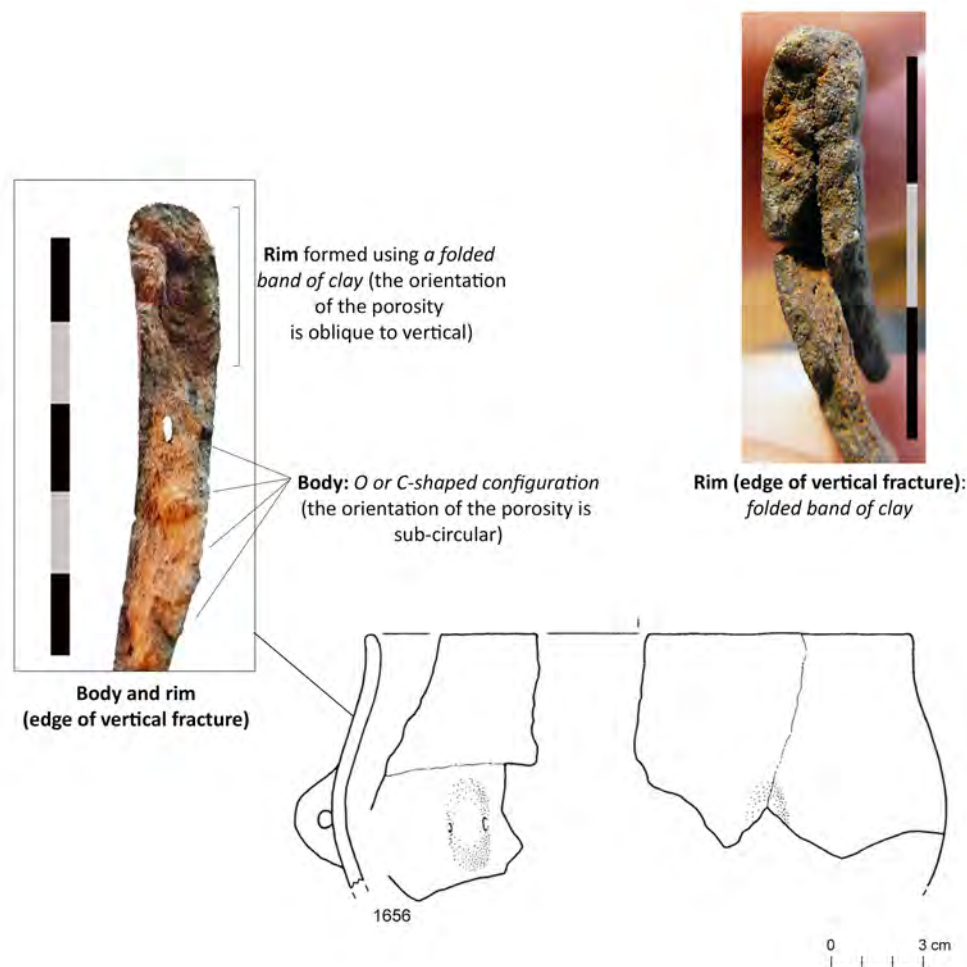 Rim formed using a folded
band of clay (the orientation
of the porosity
is oblique to vertical)
Body: O or C-shaped configuration
(the orientation of the porosity is
sub-circular)
Rim (edge of vertical fracture):
folded band of clay
Body and rim
(edge of vertical fracture)
1656
0 3 cm